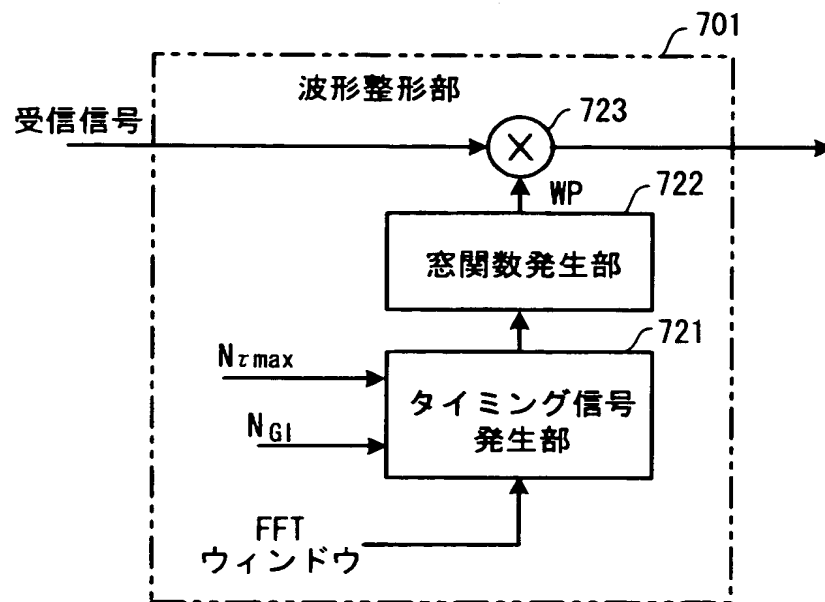 701
波形整形部
受信信号
723
WP
722
窓関数発生部
721
Nτmax
タイミング信号
発生部
NGI
FFT
ウィンドウ